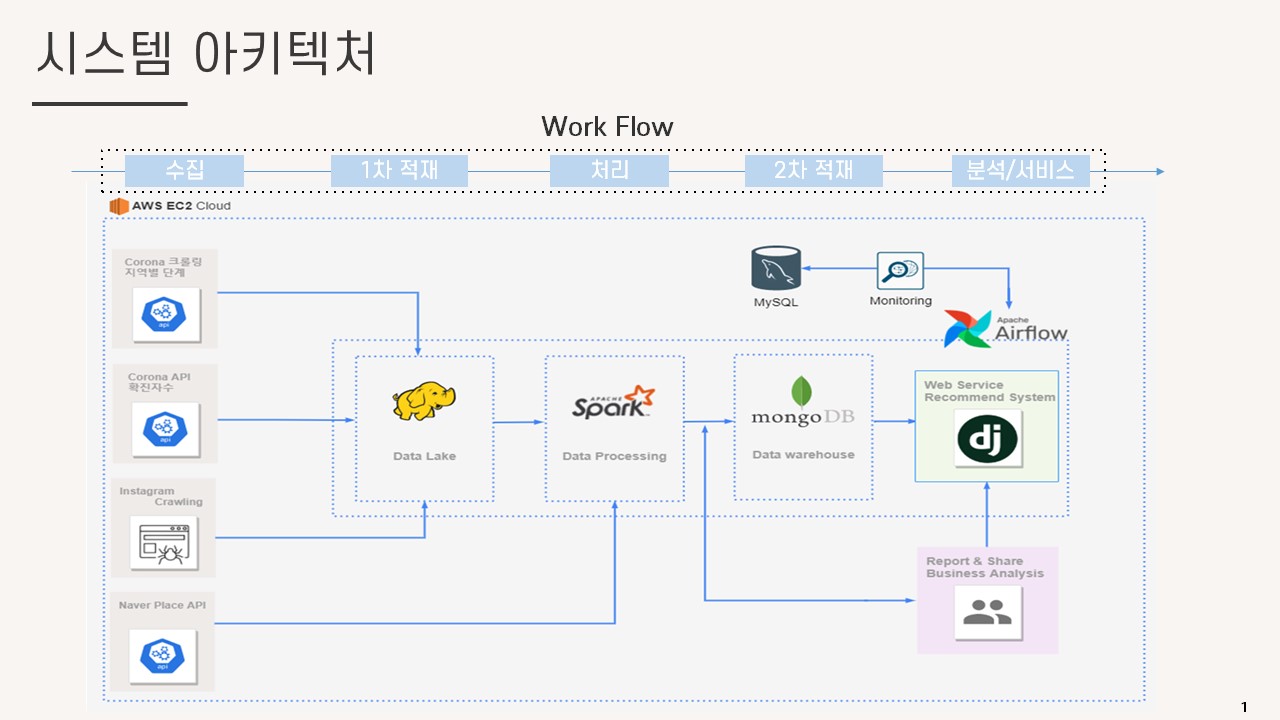 시스템 아키텍처
Work Flow
수집
1차 적재
처리
2차 적재
분석/서비스
AWS EC2 Cloud
Corona 크롤링
지역별 단계
api
Corona API
확진자수
api
Instagram
Crawling
Naver Place API
api
MySQL
Monitoring
Apache
Airflow
Data Lake
APACHE
Spark
Data Processing
mongoDB
Data warehouse
Web Service
Recommend System
dj
Report & Share
Business Analysis
1